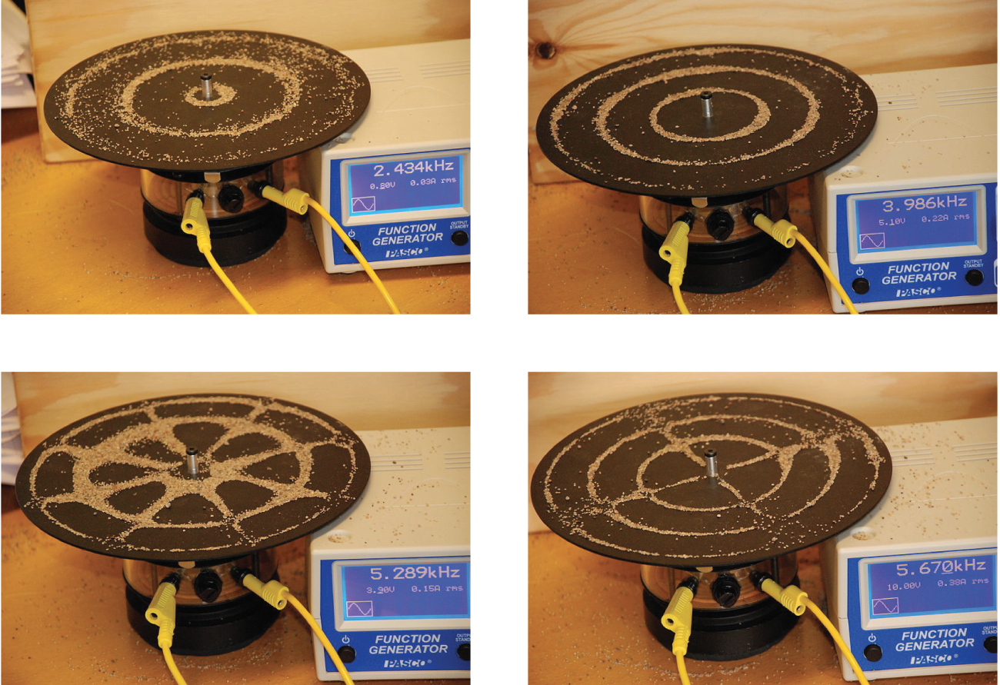 2.434kHz
0.80V 0.03A rms
OUTPUT
STANDBY
FUNCTION
GENERATOR
PASCO®
3.986kHz
5.10V 0.22A rms
OUTPUT
STANDBY
FUNCTION
GENERATOR
PASCO®
5.289kHz
3.90V 0.15A rms
FUNCTION
GENERATOR
PASCO®
5.670kHz
10.00V 0.38A rms
FUNCTION
GENERATOR
PASCO®